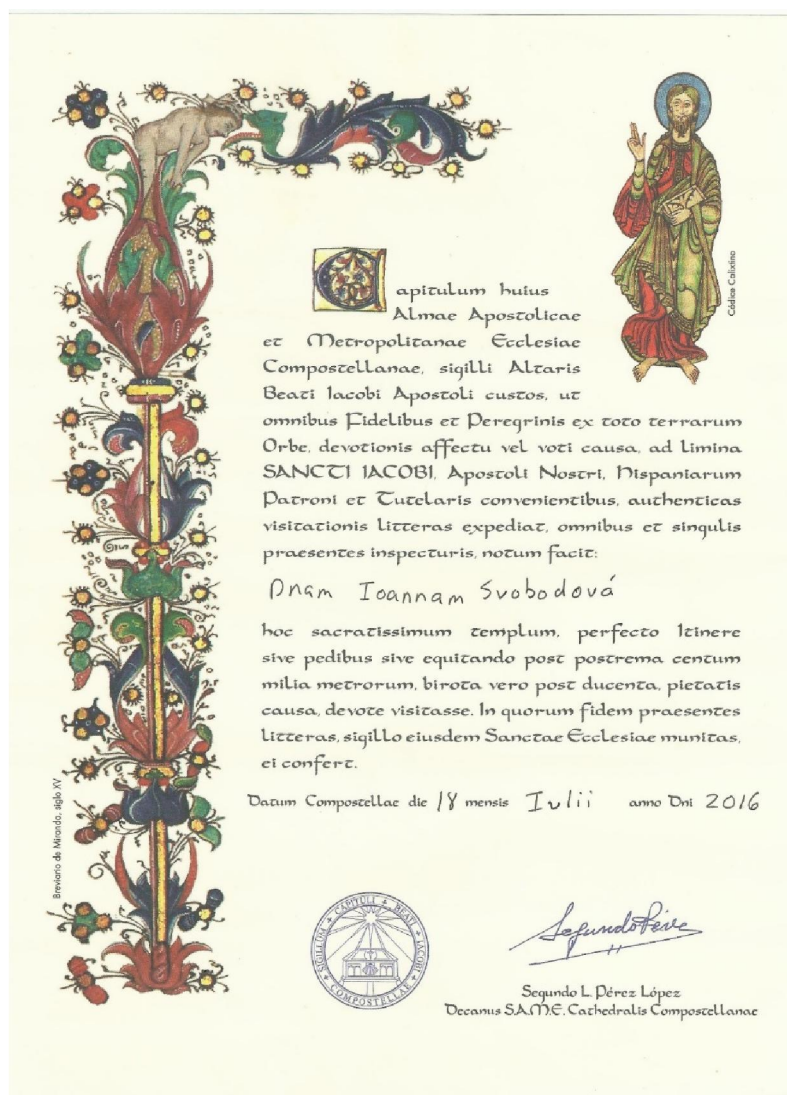 Códice Calixtino
Capitulum huius
Almae Apostolicae
et Metropolitanae Ecclesiae
Compostellanae, sigilli Altaris
Beati Iacobi Apostoli custos, ut
omnibus Fidelibus et Peregrinis ex toto terrarum
Orbe, devotionis affectu vel voti causa, ad limina
SANCTI IACOBI, Apostoli Nostri, Hispaniarum
Patroni et Tutelaris convenientibus, authenticas
visitationis litteras expediat, omnibus et singulis
praesentes inspecturis, notum facit:
Dnam Ioannam Svobodová
hoc sacratissimum templum, perfecto Itinere
sive pedibus sive equitando post postrema centum
milia metrorum, birota vero post ducenta, pietatis
causa, devote visitasse. In quorum fidem praesentes
litteras, sigillo eiusdem Sanctae Ecclesiae munitas,
ei confert.
Datum Compostellae die 18 mensis Iulii anno Dni 2016
Breviario de Miranda, siglo XV
SIGILLUM CAPITULI BEATI IACOBI COMPOSTELLAE
Segundo L. Pérez López
Decanus S.A.M.E. Cathedralis Compostellanae